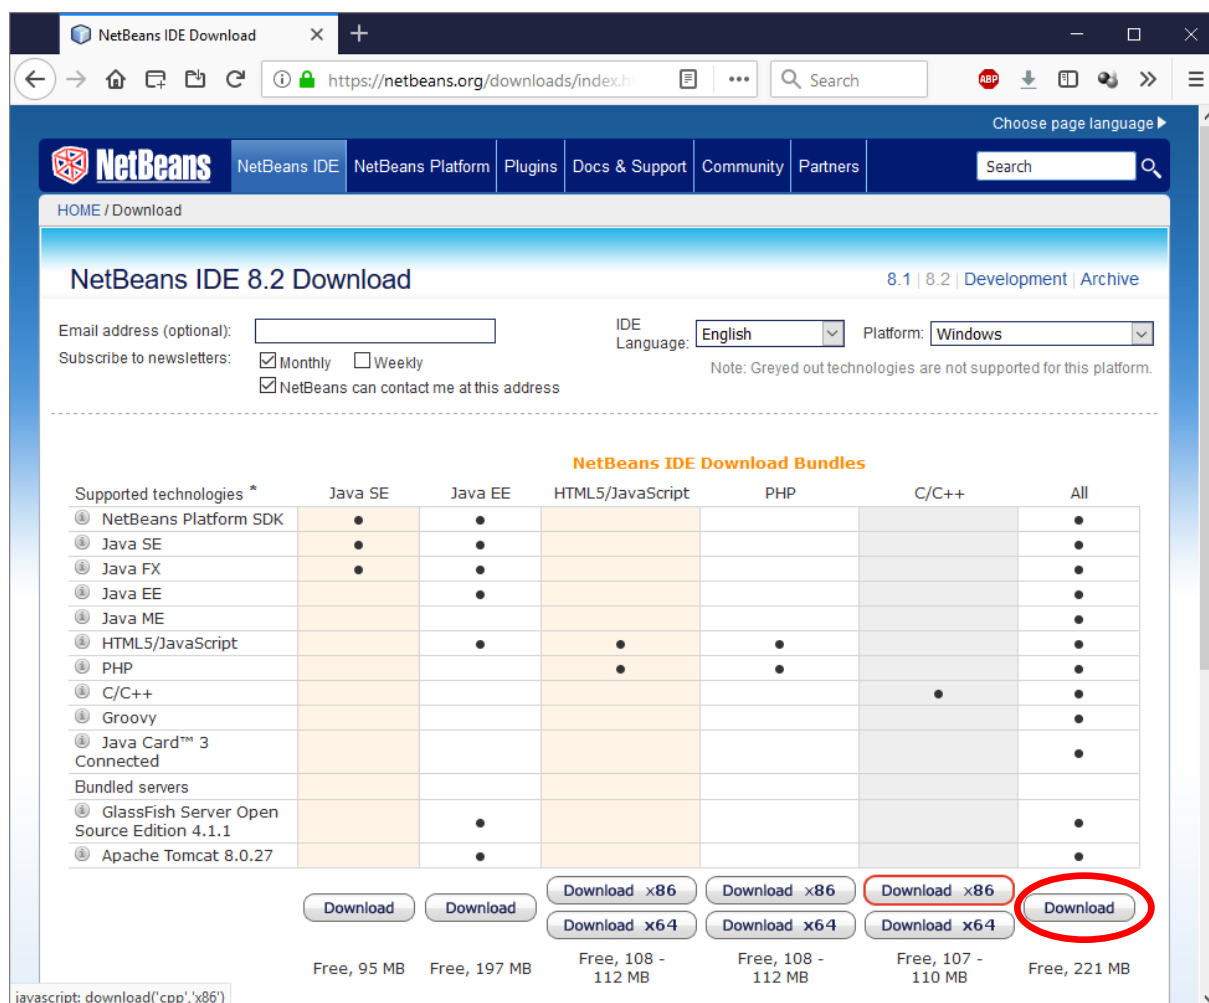 NetBeans IDE Download
https://netbeans.org/downloads/index.h
Search
ABP
Choose page language
NetBeans
NetBeans IDE NetBeans Platform Plugins Docs & Support Community Partners
Search
HOME / Download
NetBeans IDE 8.2 Download
8.1 | 8.2 | Development | Archive
Email address (optional):
IDE
Language:
English
Platform:
Windows
Subscribe to newsletters:
Monthly Weekly
NetBeans can contact me at this address
Note: Greyed out technologies are not supported for this platform.
NetBeans IDE Download Bundles
Supported technologies * Java SE Java EE HTML5/JavaScript PHP C/C++ All
NetBeans Platform SDK • • •
Java SE • • •
Java FX • • •
Java EE • •
Java ME •
HTML5/JavaScript • • • •
PHP • • •
C/C++ • •
Groovy •
Java Card™ 3
Connected •
Bundled servers
GlassFish Server Open
Source Edition 4.1.1 • •
Apache Tomcat 8.0.27 • •
Download x86 Download x86 Download x86
Download Download Download
Download x64 Download x64 Download x64
Free, 95 MB Free, 197 MB Free, 108 -
112 MB Free, 108 -
112 MB Free, 107 -
110 MB Free, 221 MB
javascript: download('cpp','x86')